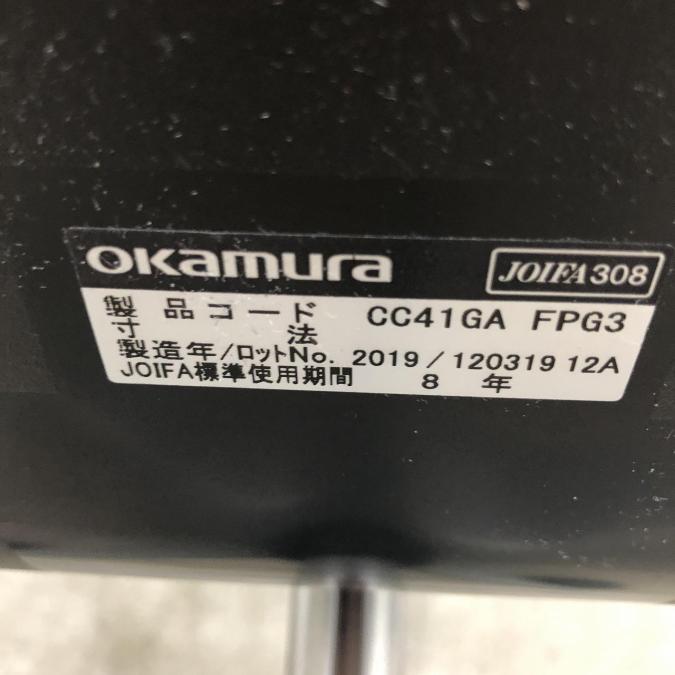 okamura
JOIFA308
製品コード CC41GA FPG3
寸法
製造年/ロットNo. 2019/120319 12A
JOIFA標準使用期間 8 年